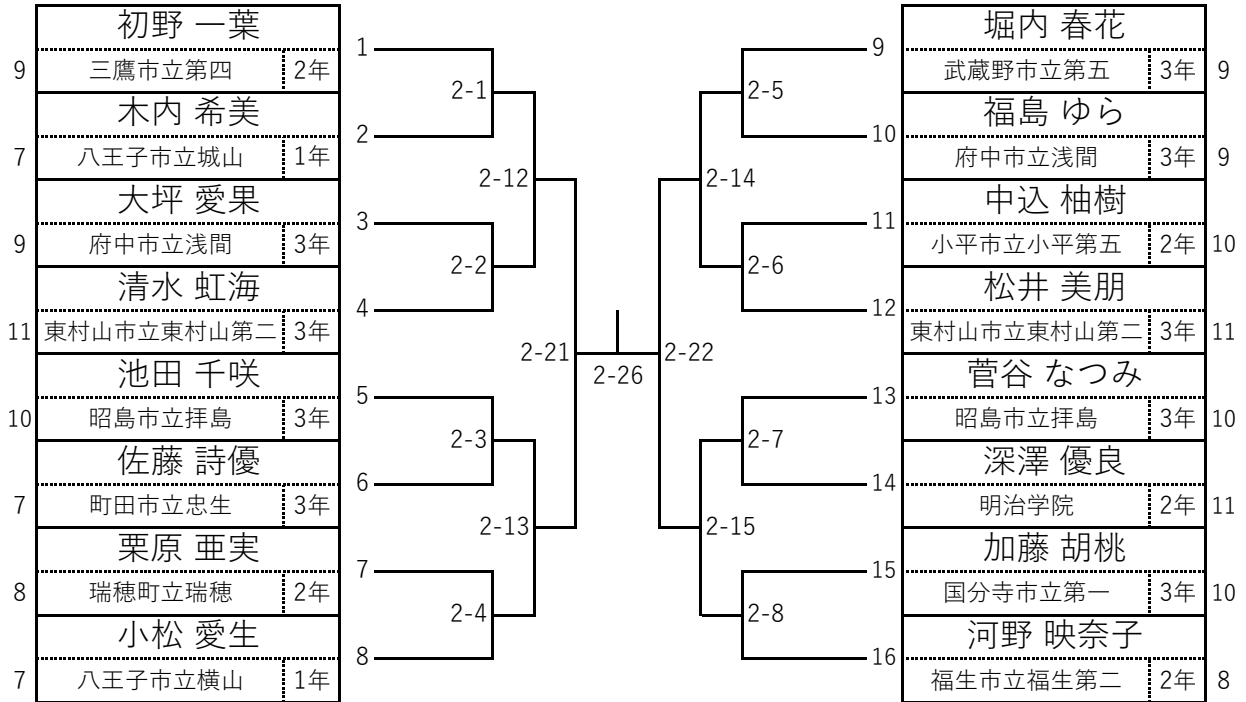 初野 一葉
9 三鷹市立第四 2年
木内 希美
7 八王子市立城山 1年
大坪 愛果
9 府中市立浅間 3年
清水 虹海
11 東村山市立東村山第二 3年
池田 千咲
10 昭島市立拝島 3年
佐藤 詩優
7 町田市立忠生 3年
栗原 亜実
8 瑞穂町立瑞穂 2年
小松 愛生
7 八王子市立横山 1年
1
2-1
2
2-12
3
2-2
4
2-21
5
2-3
6
2-13
7
2-4
8
2-26
9
2-5
10
2-14
11
2-6
12
2-22
13
2-7
14
2-15
15
2-8
16
堀内 春花
武蔵野市立第五 3年 9
福島 ゆら
府中市立浅間 3年 9
中込 柚樹
小平市立小平第五 2年 10
松井 美朋
東村山市立東村山第二 3年 11
菅谷 なつみ
昭島市立拝島 3年 10
深澤 優良
明治学院 2年 11
加藤 胡桃
国分寺市立第一 3年 10
河野 映奈子
福生市立福生第二 2年 8